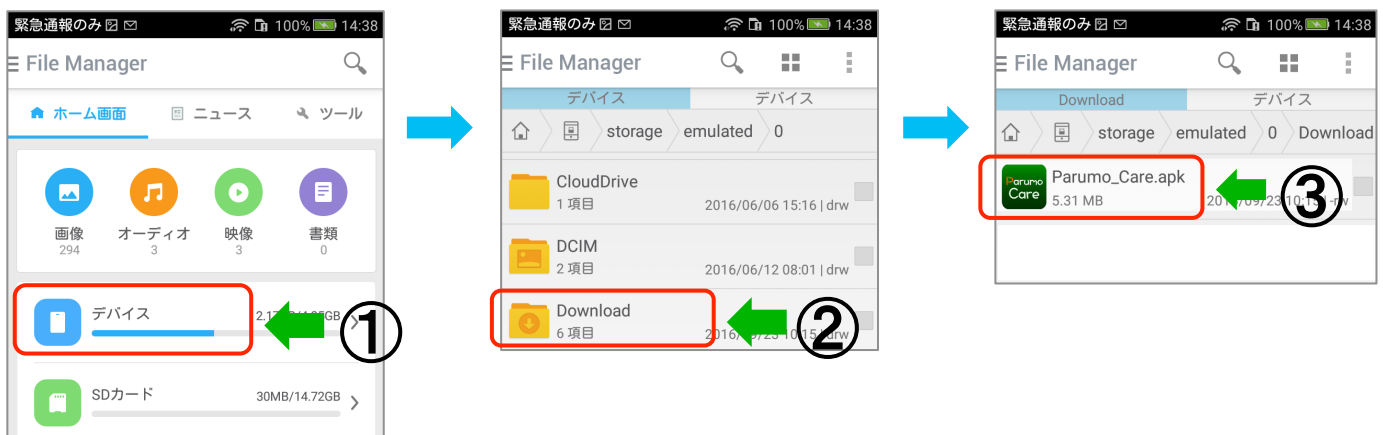 緊急通報のみ 100% 14:38
File Manager
ホーム画面 ニュース ツール
画像 オーディオ 映像 書類
294 3 3 0
デバイス
①
SDカード 30MB/14.72GB
緊急通報のみ 100% 14:38
File Manager
デバイス デバイス
storage emulated 0
CloudDrive
1 項目 2016/06/06 15:16 | drw
DCIM
2 項目 2016/06/12 08:01 | drw
Download
6 項目
②
緊急通報のみ 100% 14:38
File Manager
Download デバイス
storage emulated 0 Download
Parumo Care
Parumo_Care.apk
5.31 MB
③